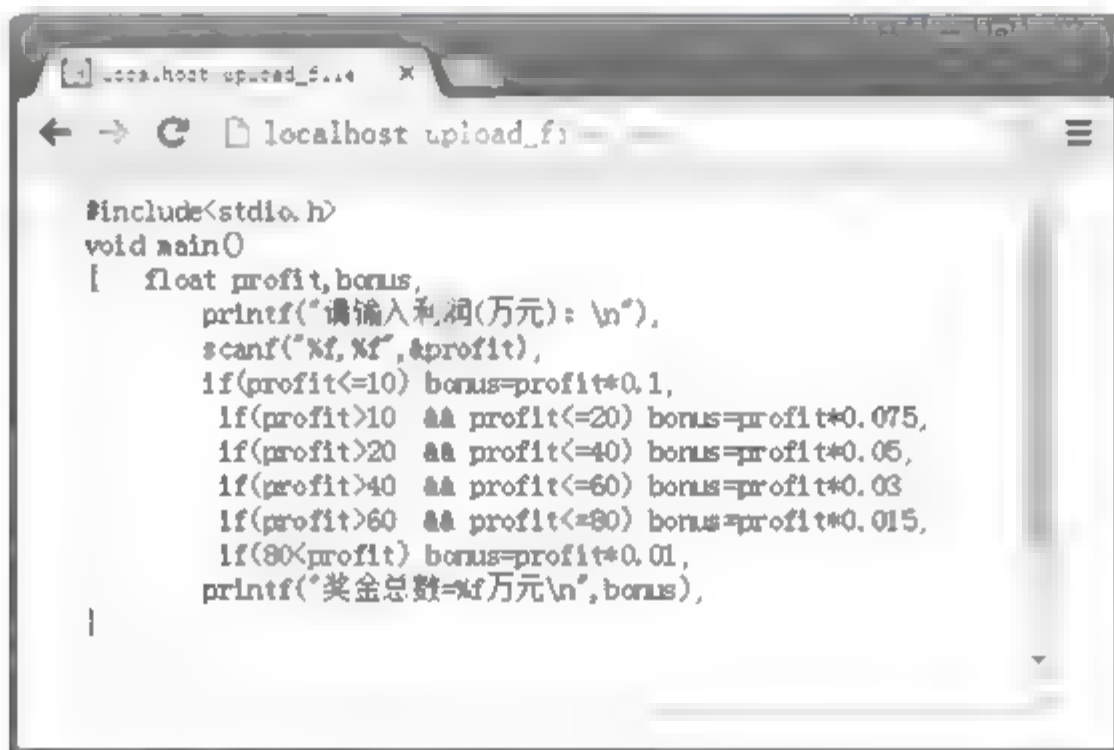 localhost upload_f
localhost upload_f
#include<stdio.h>
void main()
{ float profit,bonus;
printf("请输入利润(万元): \n");
scanf("%f,%f",&profit);
if(profit<=10) bonus=profit*0.1;
if(profit>10 && profit<=20) bonus=profit*0.075;
if(profit>20 && profit<=40) bonus=profit*0.05;
if(profit>40 && profit<=60) bonus=profit*0.03
if(profit>60 && profit<=80) bonus=profit*0.015;
if(80<profit) bonus=profit*0.01;
printf("奖金总数=%f万元\n",bonus);
}